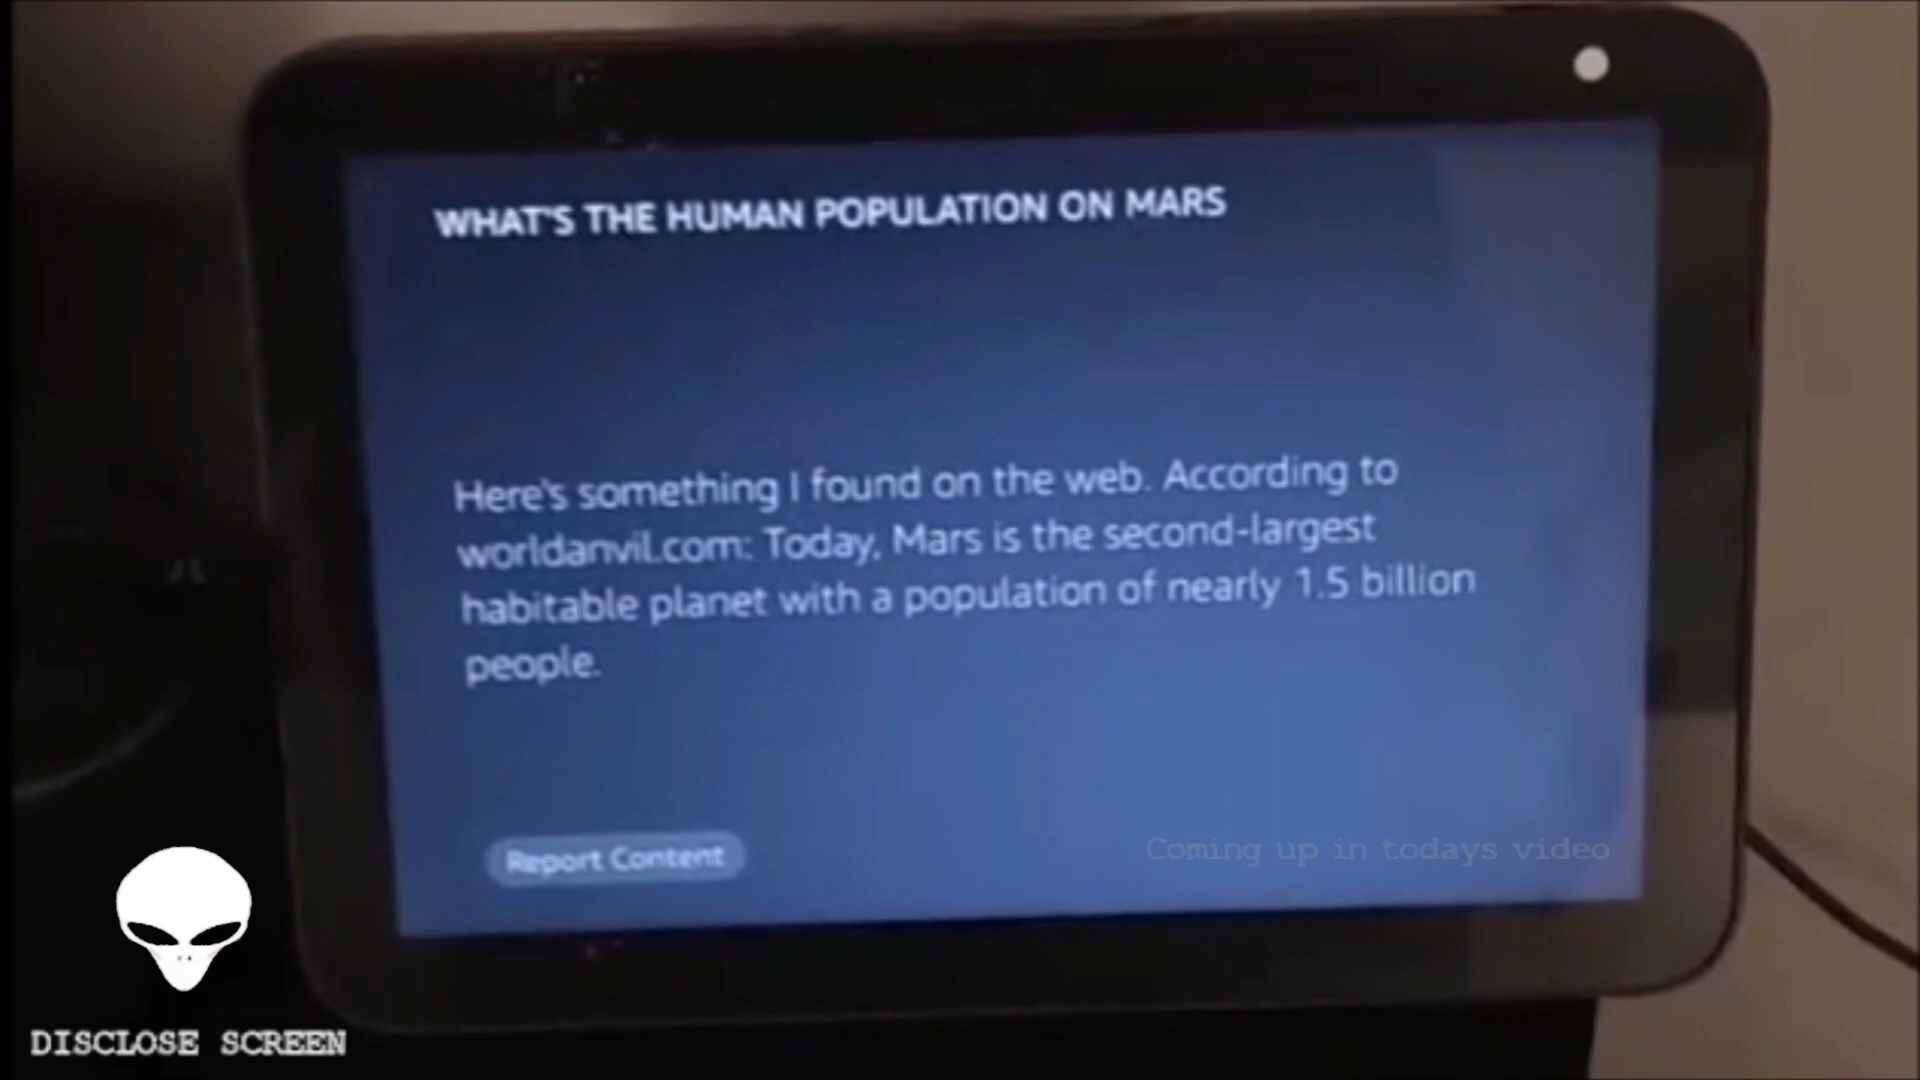 WHAT'S THE HUMAN POPULATION ON MARS
Here's something I found on the web. According to
worldanvil.com: Today, Mars is the second-largest
habitable planet with a population of nearly 1.5 billion
people.
Report Content
Coming up in todays video
DISCLOSE SCREEN